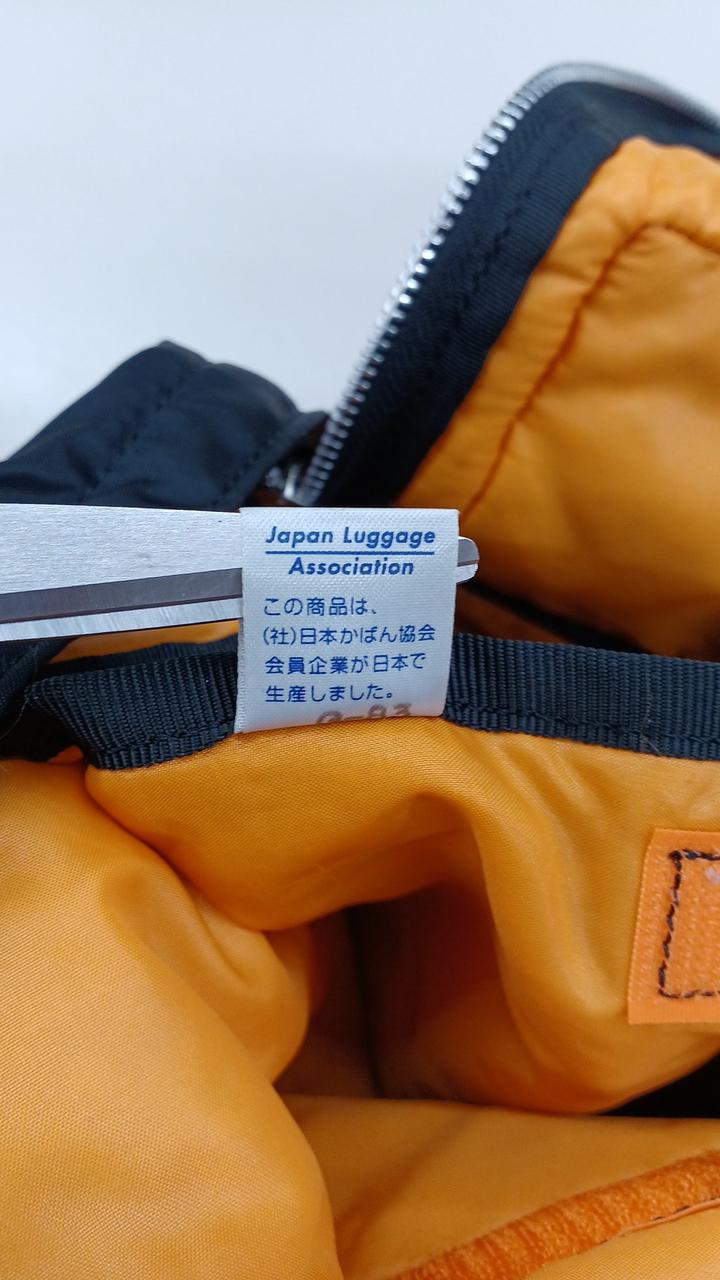 Japan Luggage
Association
この商品は、
(社)日本かばん協会
会員企業が日本で
生産しました。